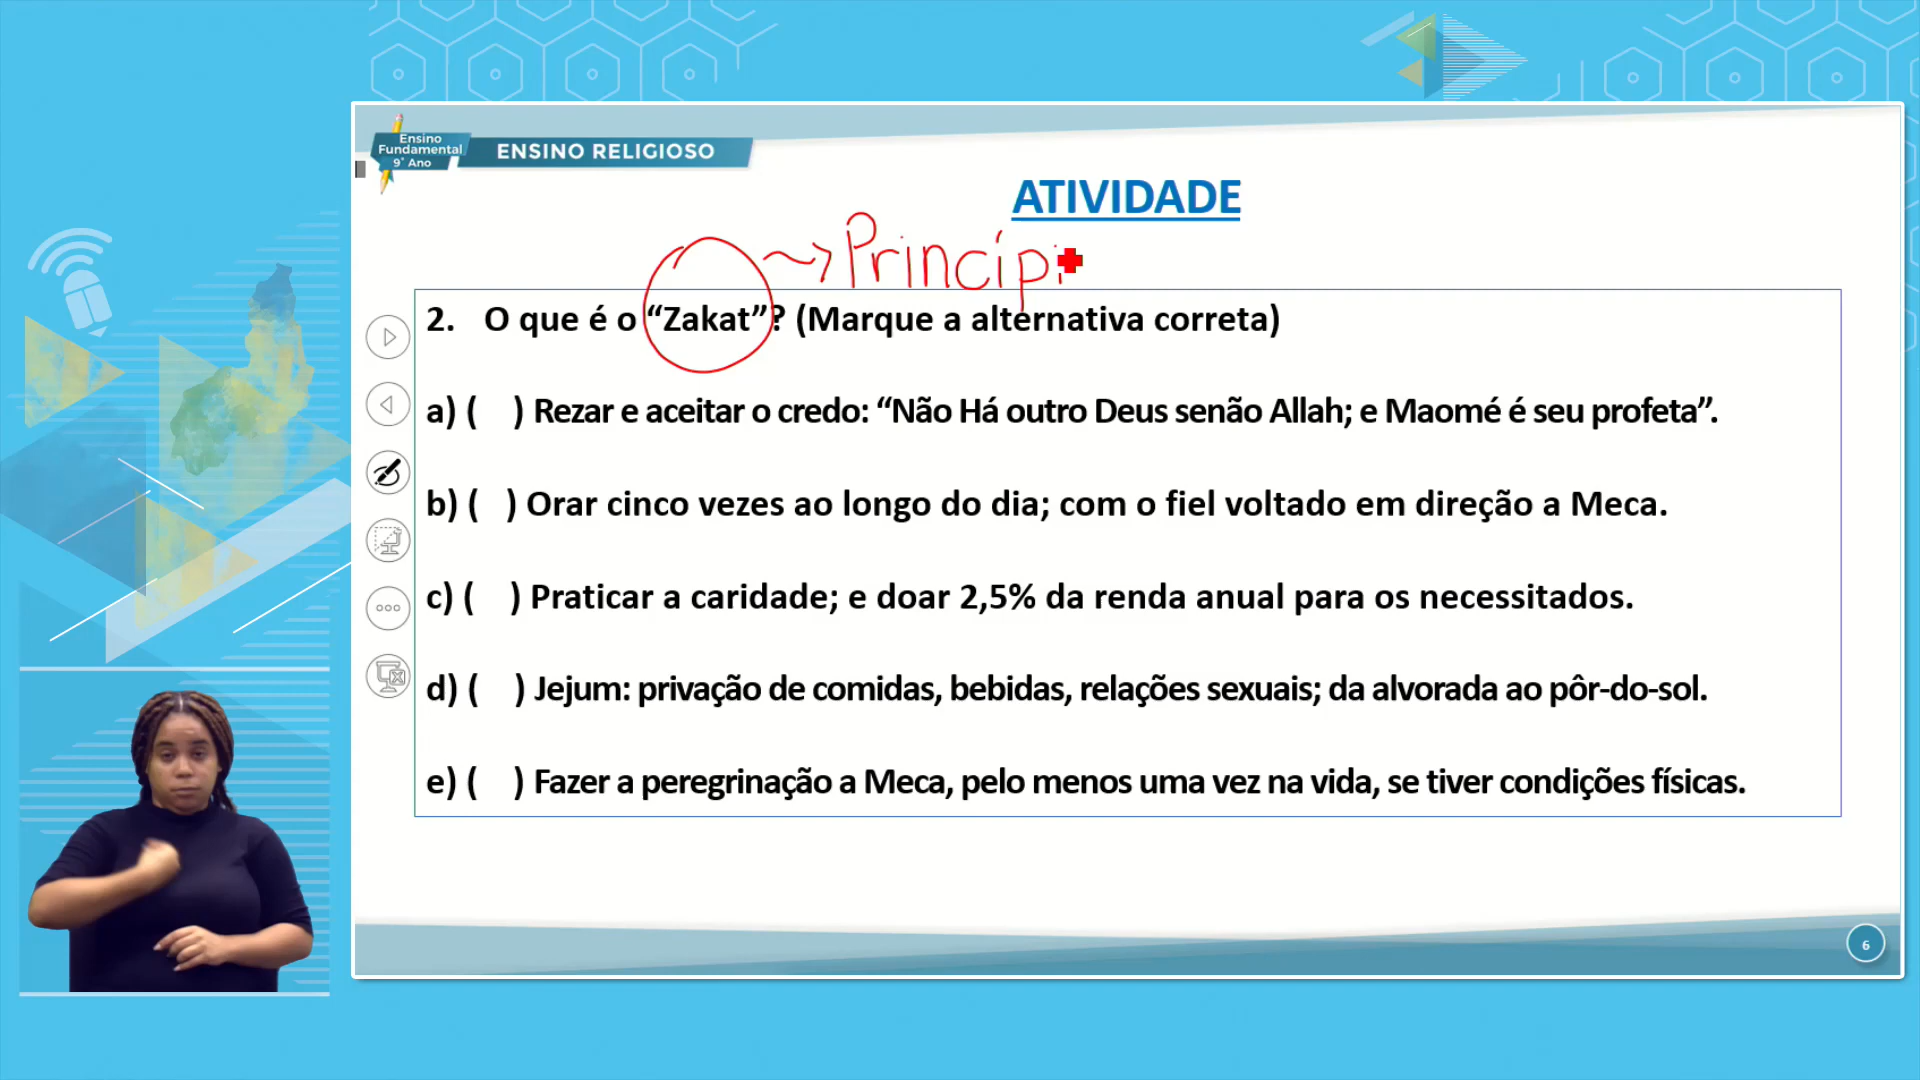 Ensino
Fundamental
9° Ano
ENSINO RELIGIOSO
ATIVIDADE
Princípi
2. O que é o “Zakat”? (Marque a alternativa correta)
a) ( ) Rezar e aceitar o credo: “Não Há outro Deus senão Allah; e Maomé é seu profeta”.
b) ( ) Orar cinco vezes ao longo do dia; com o fiel voltado em direção a Meca.
c) ( ) Praticar a caridade; e doar 2,5% da renda anual para os necessitados.
d) ( ) Jejum: privação de comidas, bebidas, relações sexuais; da alvorada ao pôr-do-sol.
e) ( ) Fazer a peregrinação a Meca, pelo menos uma vez na vida, se tiver condições físicas.
6